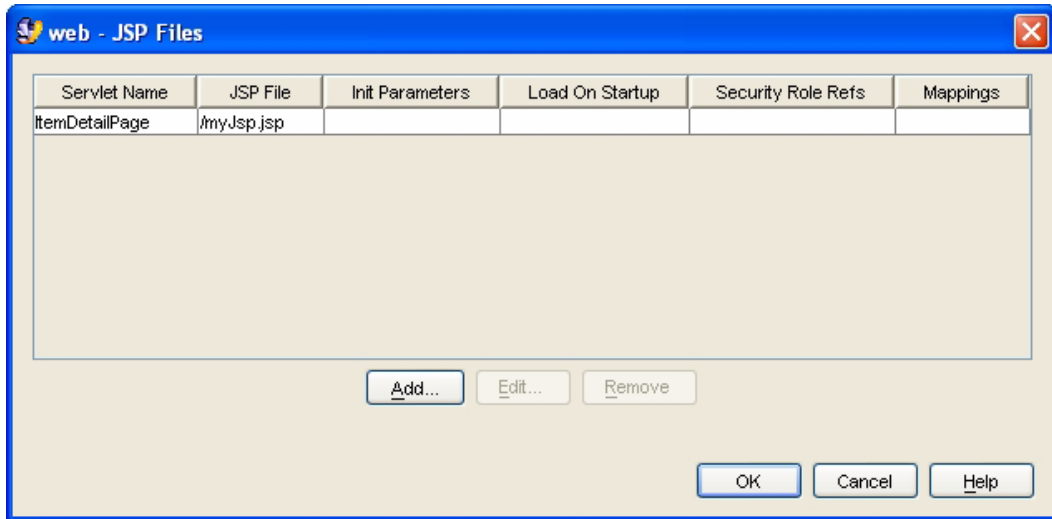 web - JSP Files
Servlet Name JSP File Init Parameters Load On Startup Security Role Refs Mappings
ItemDetailPage /myJsp.jsp
Add... Edit... Remove
OK Cancel Help